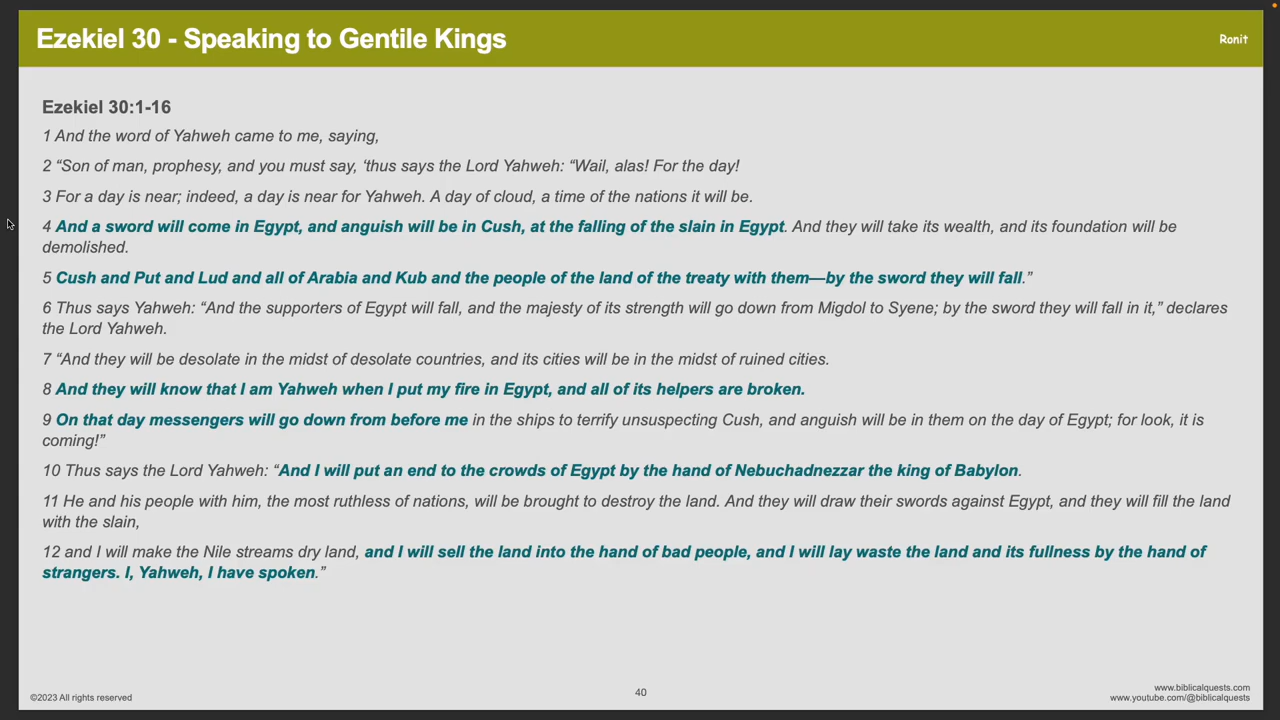 Ezekiel 30 - Speaking to Gentile Kings
Ronit
Ezekiel 30:1-16
1 And the word of Yahweh came to me, saying,
2 “Son of man, prophesy, and you must say, ‘thus says the Lord Yahweh: “Wail, alas! For the day!
3 For a day is near; indeed, a day is near for Yahweh. A day of cloud, a time of the nations it will be.
4 And a sword will come in Egypt, and anguish will be in Cush, at the falling of the slain in Egypt. And they will take its wealth, and its foundation will be
demolished.
5 Cush and Put and Lud and all of Arabia and Kub and the people of the land of the treaty with them—by the sword they will fall.”
6 Thus says Yahweh: “And the supporters of Egypt will fall, and the majesty of its strength will go down from Migdol to Syene; by the sword they will fall in it,” declares
the Lord Yahweh.
7 “And they will be desolate in the midst of desolate countries, and its cities will be in the midst of ruined cities.
8 And they will know that I am Yahweh when I put my fire in Egypt, and all of its helpers are broken.
9 On that day messengers will go down from before me in the ships to terrify unsuspecting Cush, and anguish will be in them on the day of Egypt; for look, it is
coming!”
10 Thus says the Lord Yahweh: “And I will put an end to the crowds of Egypt by the hand of Nebuchadnezzar the king of Babylon.
11 He and his people with him, the most ruthless of nations, will be brought to destroy the land. And they will draw their swords against Egypt, and they will fill the land
with the slain,
12 and I will make the Nile streams dry land, and I will sell the land into the hand of bad people, and I will lay waste the land and its fullness by the hand of
strangers. I, Yahweh, I have spoken.”
©2023 All rights reserved
40
www.biblicalquests.com
www.youtube.com/@biblicalquests